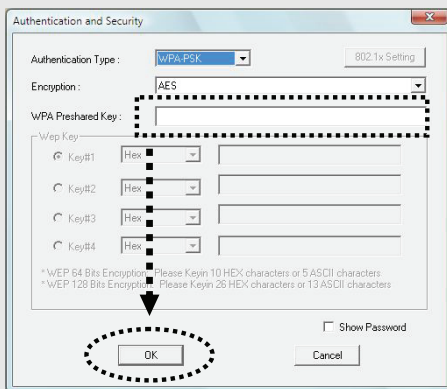 Authentication and Security
Authentication Type : WPA-PSK 802.1x Setting
Encryption : AES
WPA Preshared Key :
Wep Key
Key#1 Hex
Key#2 Hex
Key#3 Hex
Key#4 Hex
* WEP 64 Bits Encryption: Please Keyin 10 HEX characters or 5 ASCII characters
* WEP 128 Bits Encryption: Please Keyin 26 HEX characters or 13 ASCII characters
Show Password
OK Cancel